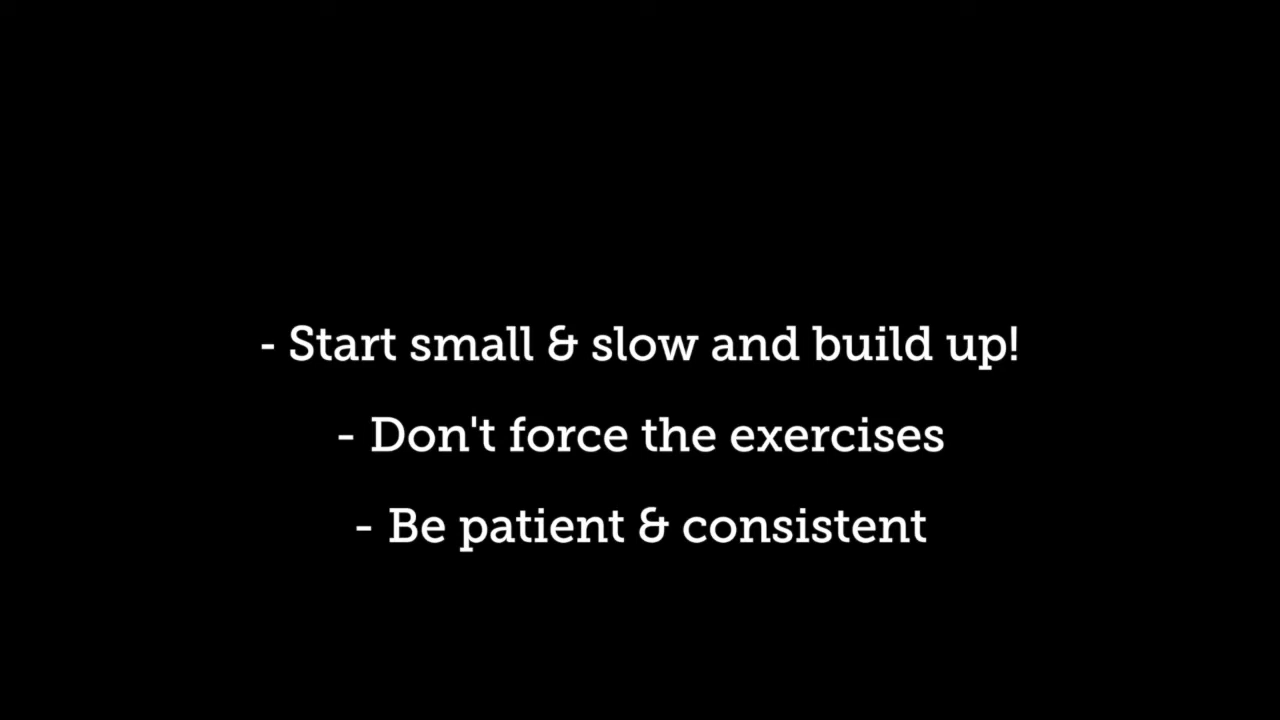 - Start small & slow and build up!
- Don't force the exercises
- Be patient & consistent